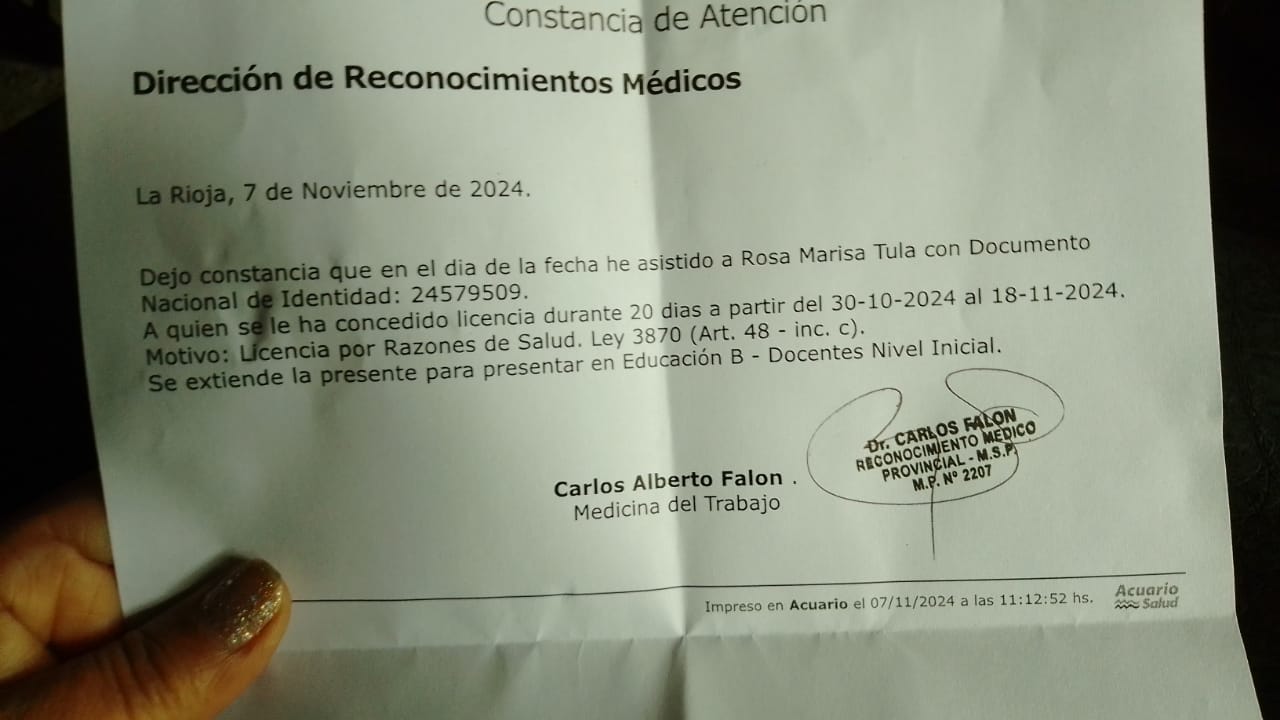 Constancia de Atención
Dirección de Reconocimientos Médicos
La Rioja, 7 de Noviembre de 2024.
Dejo constancia que en el dia de la fecha he asistido a Rosa Marisa Tula con Documento
Nacional de Identidad: 24579509.
A quien se le ha concedido licencia durante 20 dias a partir del 30-10-2024 al 18-11-2024.
Motivo: Licencia por Razones de Salud. Ley 3870 (Art. 48 - inc. c).
Se extiende la presente para presentar en Educación B - Docentes Nivel Inicial.
Dr. CARLOS FALON
RECONOCIMIENTO MEDICO
PROVINCIAL - M.S.P.
M.P. Nº 2207
Carlos Alberto Falon .
Medicina del Trabajo
Impreso en Acuario el 07/11/2024 a las 11:12:52 hs.
Acuario
Salud